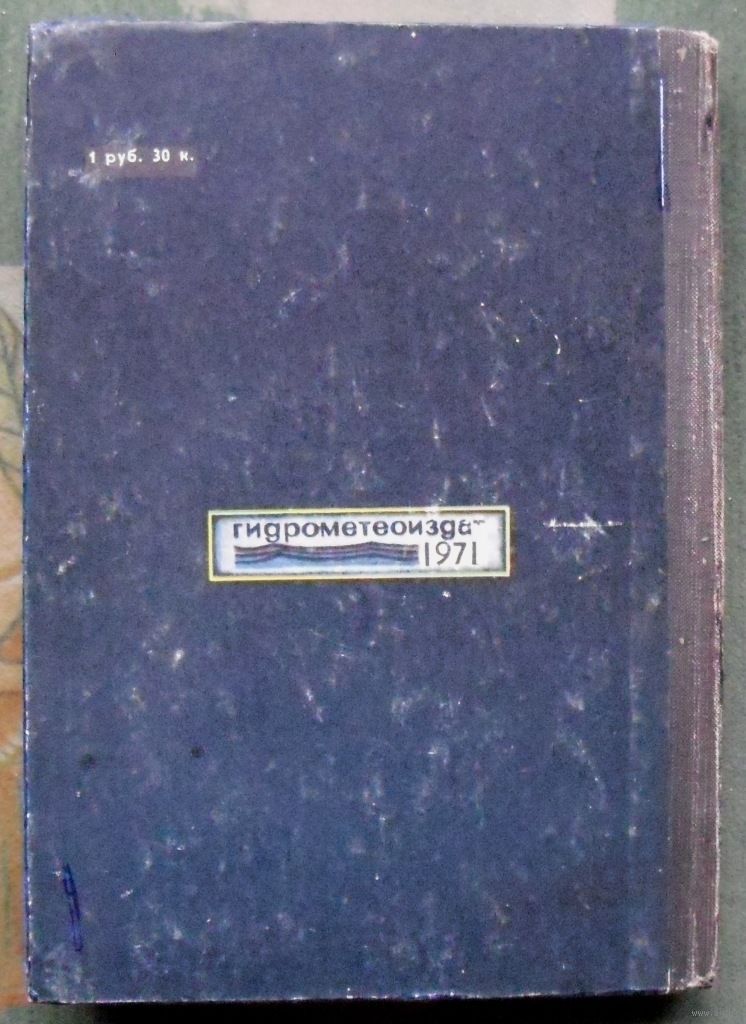 1 руб. 30 к.
гидрометеоиздат
1971